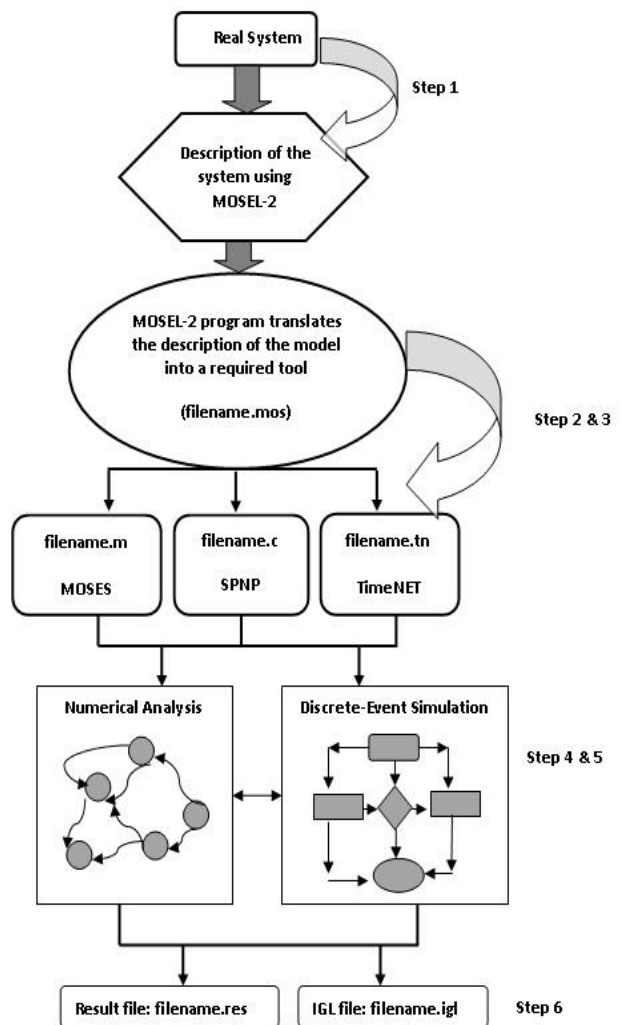 Real System
Step 1
Description of the
system using
MOSEL-2
MOSEL-2 program translates
the description of the model
into a required tool
(filename.mos)
Step 2 & 3
filename.m
MOSES
filename.c
SPNP
filename.tn
TimeNET
Numerical Analysis
Discrete-Event Simulation
Step 4 & 5
Result file: filename.res
IGL file: filename.igl
Step 6